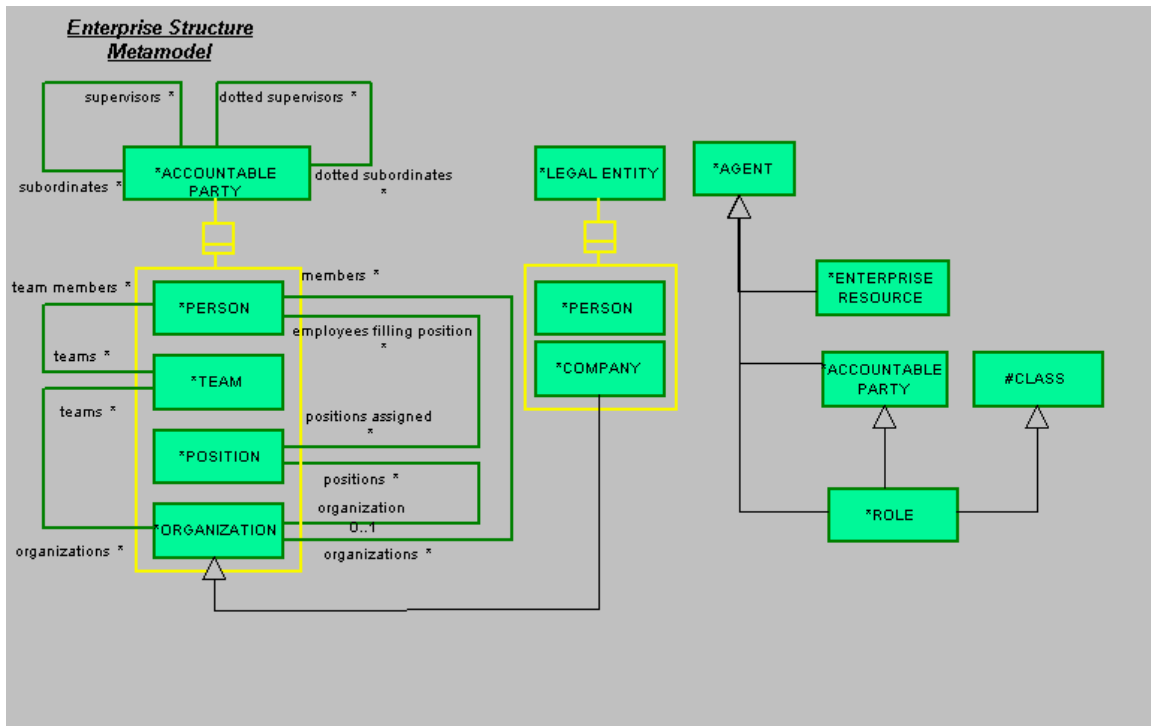 Enterprise Structure
Metamodel
supervisors *
dotted supervisors *
*ACCOUNTABLE
PARTY
subordinates *
dotted subordinates
*
*LEGAL ENTITY
*AGENT
team members *
members *
*PERSON
employees filling position
*
teams *
*TEAM
teams *
positions assigned
*
*POSITION
positions *
organization
0..1
*ORGANIZATION
organizations *
organizations *
*PERSON
*COMPANY
*ENTERPRISE
RESOURCE
*ACCOUNTABLE
PARTY
#CLASS
*ROLE